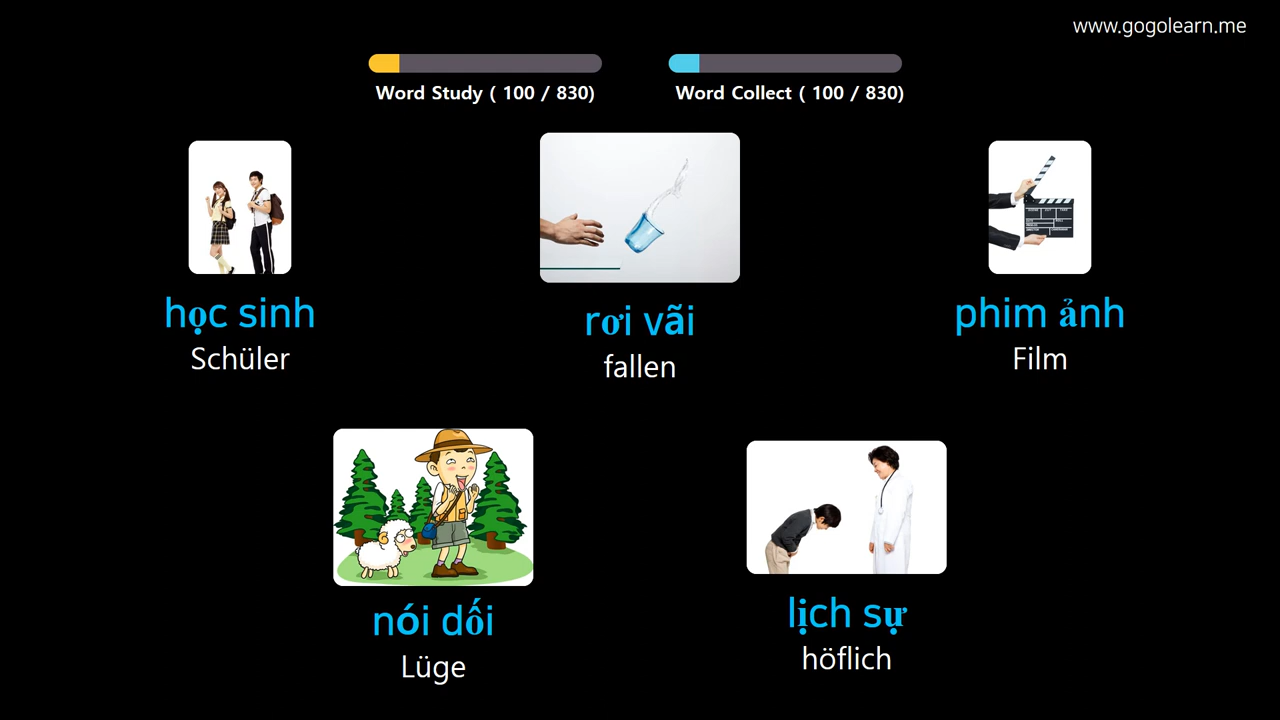 www.gogolearn.me
Word Study ( 100 / 830)
Word Collect ( 100 / 830)
học sinh
Schüler
rơi vãi
fallen
phim ảnh
Film
nói dối
Lüge
lịch sự
höflich